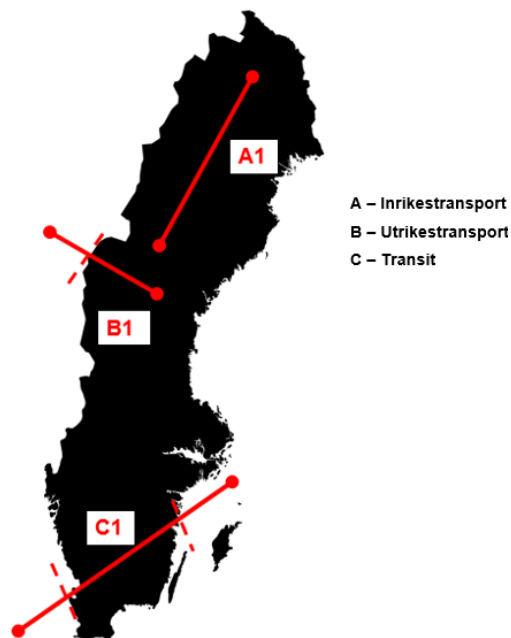 A1
A – Inrikestransport
B – Utrikestransport
C – Transit
B1
C1